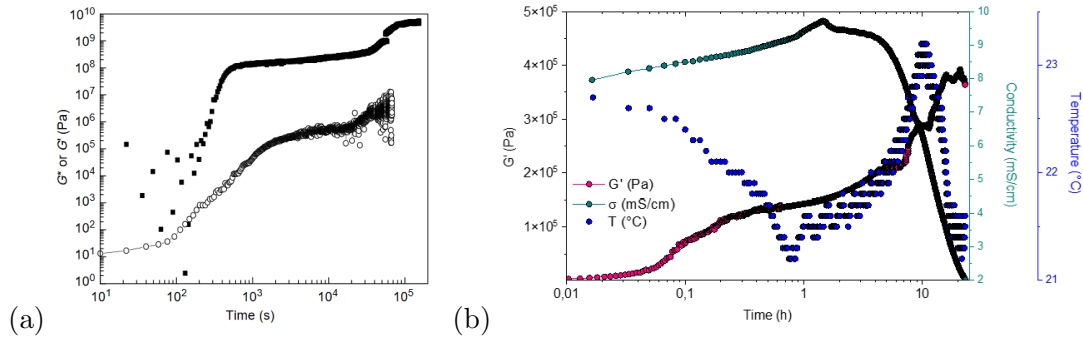 10^10
10^9
10^8
10^7
10^6
10^5
10^4
10^3
10^2
10^1
10^0
G* or G' (Pa)
10^1 10^2 10^3 10^4 10^5
Time (s)
(a)
5×10^5
4×10^5
3×10^5
2×10^5
1×10^5
G' (Pa)
G' (Pa)
σ (mS/cm)
T (°C)
0,01 0,1 1 10
Time (h)
10
9
8
7
6
5
4
3
2
Conductivity (mS/cm)
23
22
21
Temperature (°C)
(b)